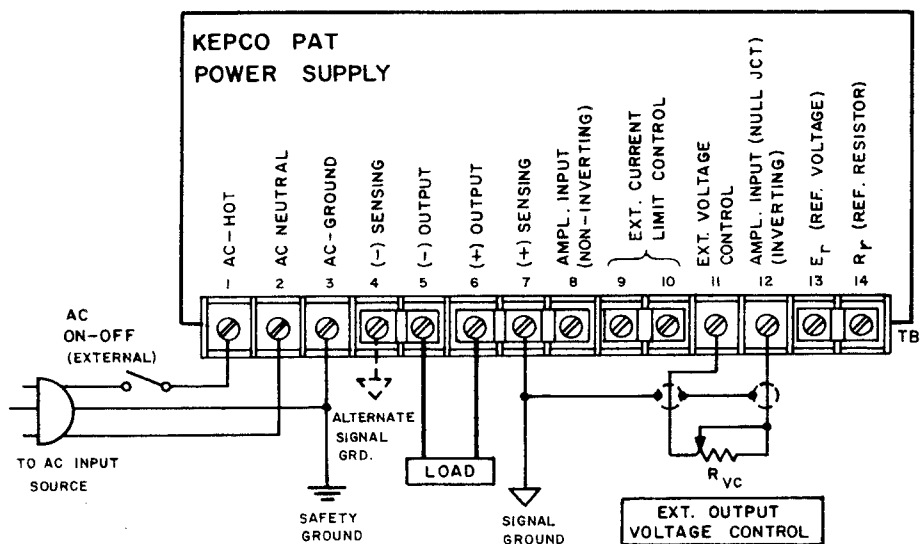 KEPCO PAT
POWER SUPPLY
AC-HOT
AC NEUTRAL
AC-GROUND
(-) SENSING
(-) OUTPUT
(+) OUTPUT
(+) SENSING
AMPL. INPUT
(NON-INVERTING)
EXT. CURRENT
LIMIT CONTROL
EXT. VOLTAGE
CONTROL
AMPL. INPUT (NULL JCT)
(INVERTING)
Er (REF. VOLTAGE)
Rr (REF. RESISTOR)
1 2 3 4 5 6 7 8 9 10 11 12 13 14
TB
AC
ON-OFF
(EXTERNAL)
TO AC INPUT
SOURCE
ALTERNATE
SIGNAL
GRD.
LOAD
SAFETY
GROUND
SIGNAL
GROUND
RVC
EXT. OUTPUT
VOLTAGE CONTROL